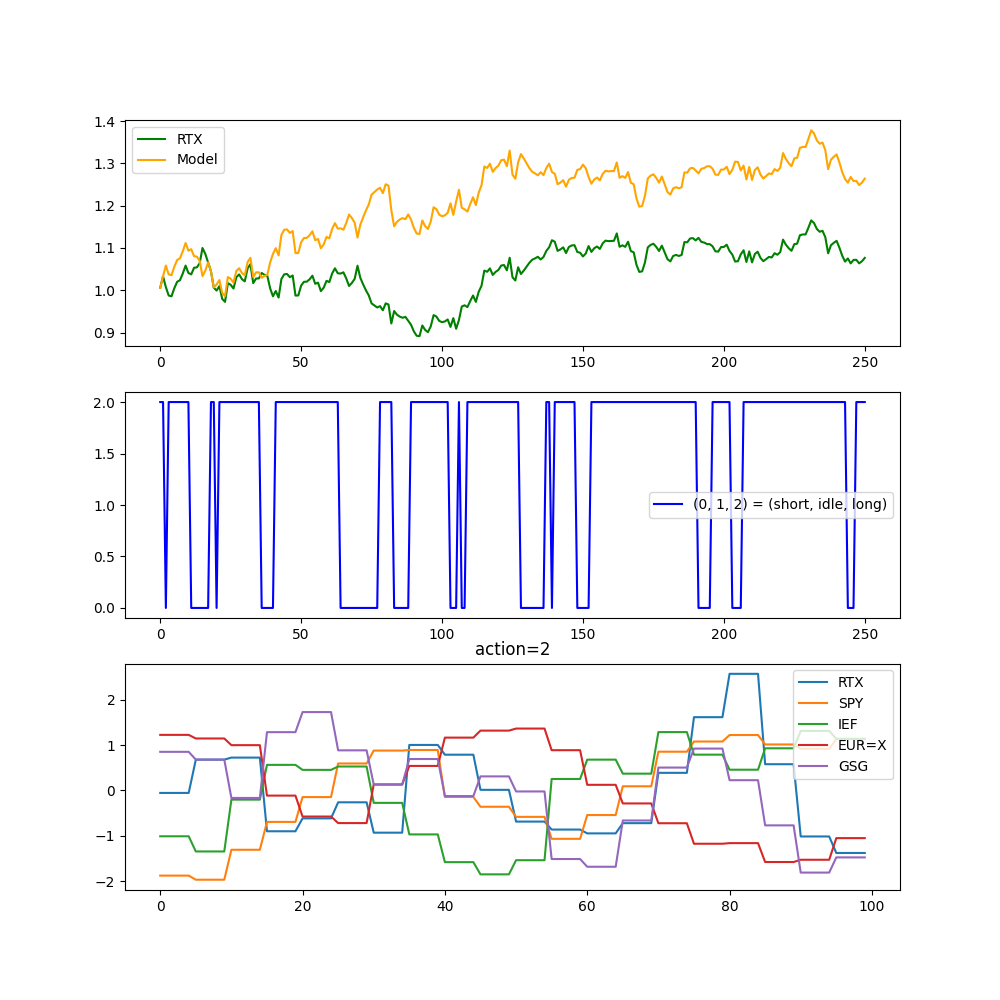 1.4
1.3
1.2
1.1
1.0
0.9
RTX
Model
0 50 100 150 200 250
2.0
1.5
1.0
0.5
0.0
(0, 1, 2) = (short, idle, long)
0 50 100 150 200 250
action=2
2
1
0
−1
−2
RTX
SPY
IEF
EUR=X
GSG
0 20 40 60 80 100